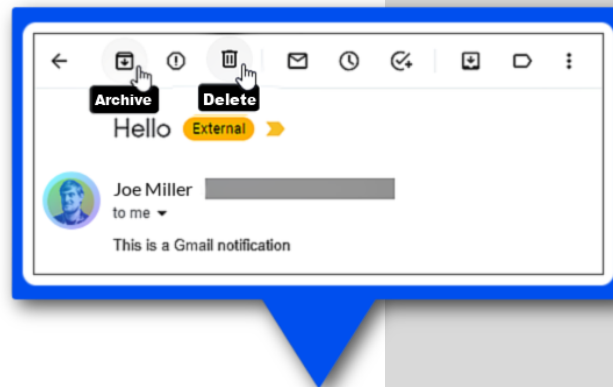 Archive
Delete
Hello External
Joe Miller
to me
This is a Gmail notification